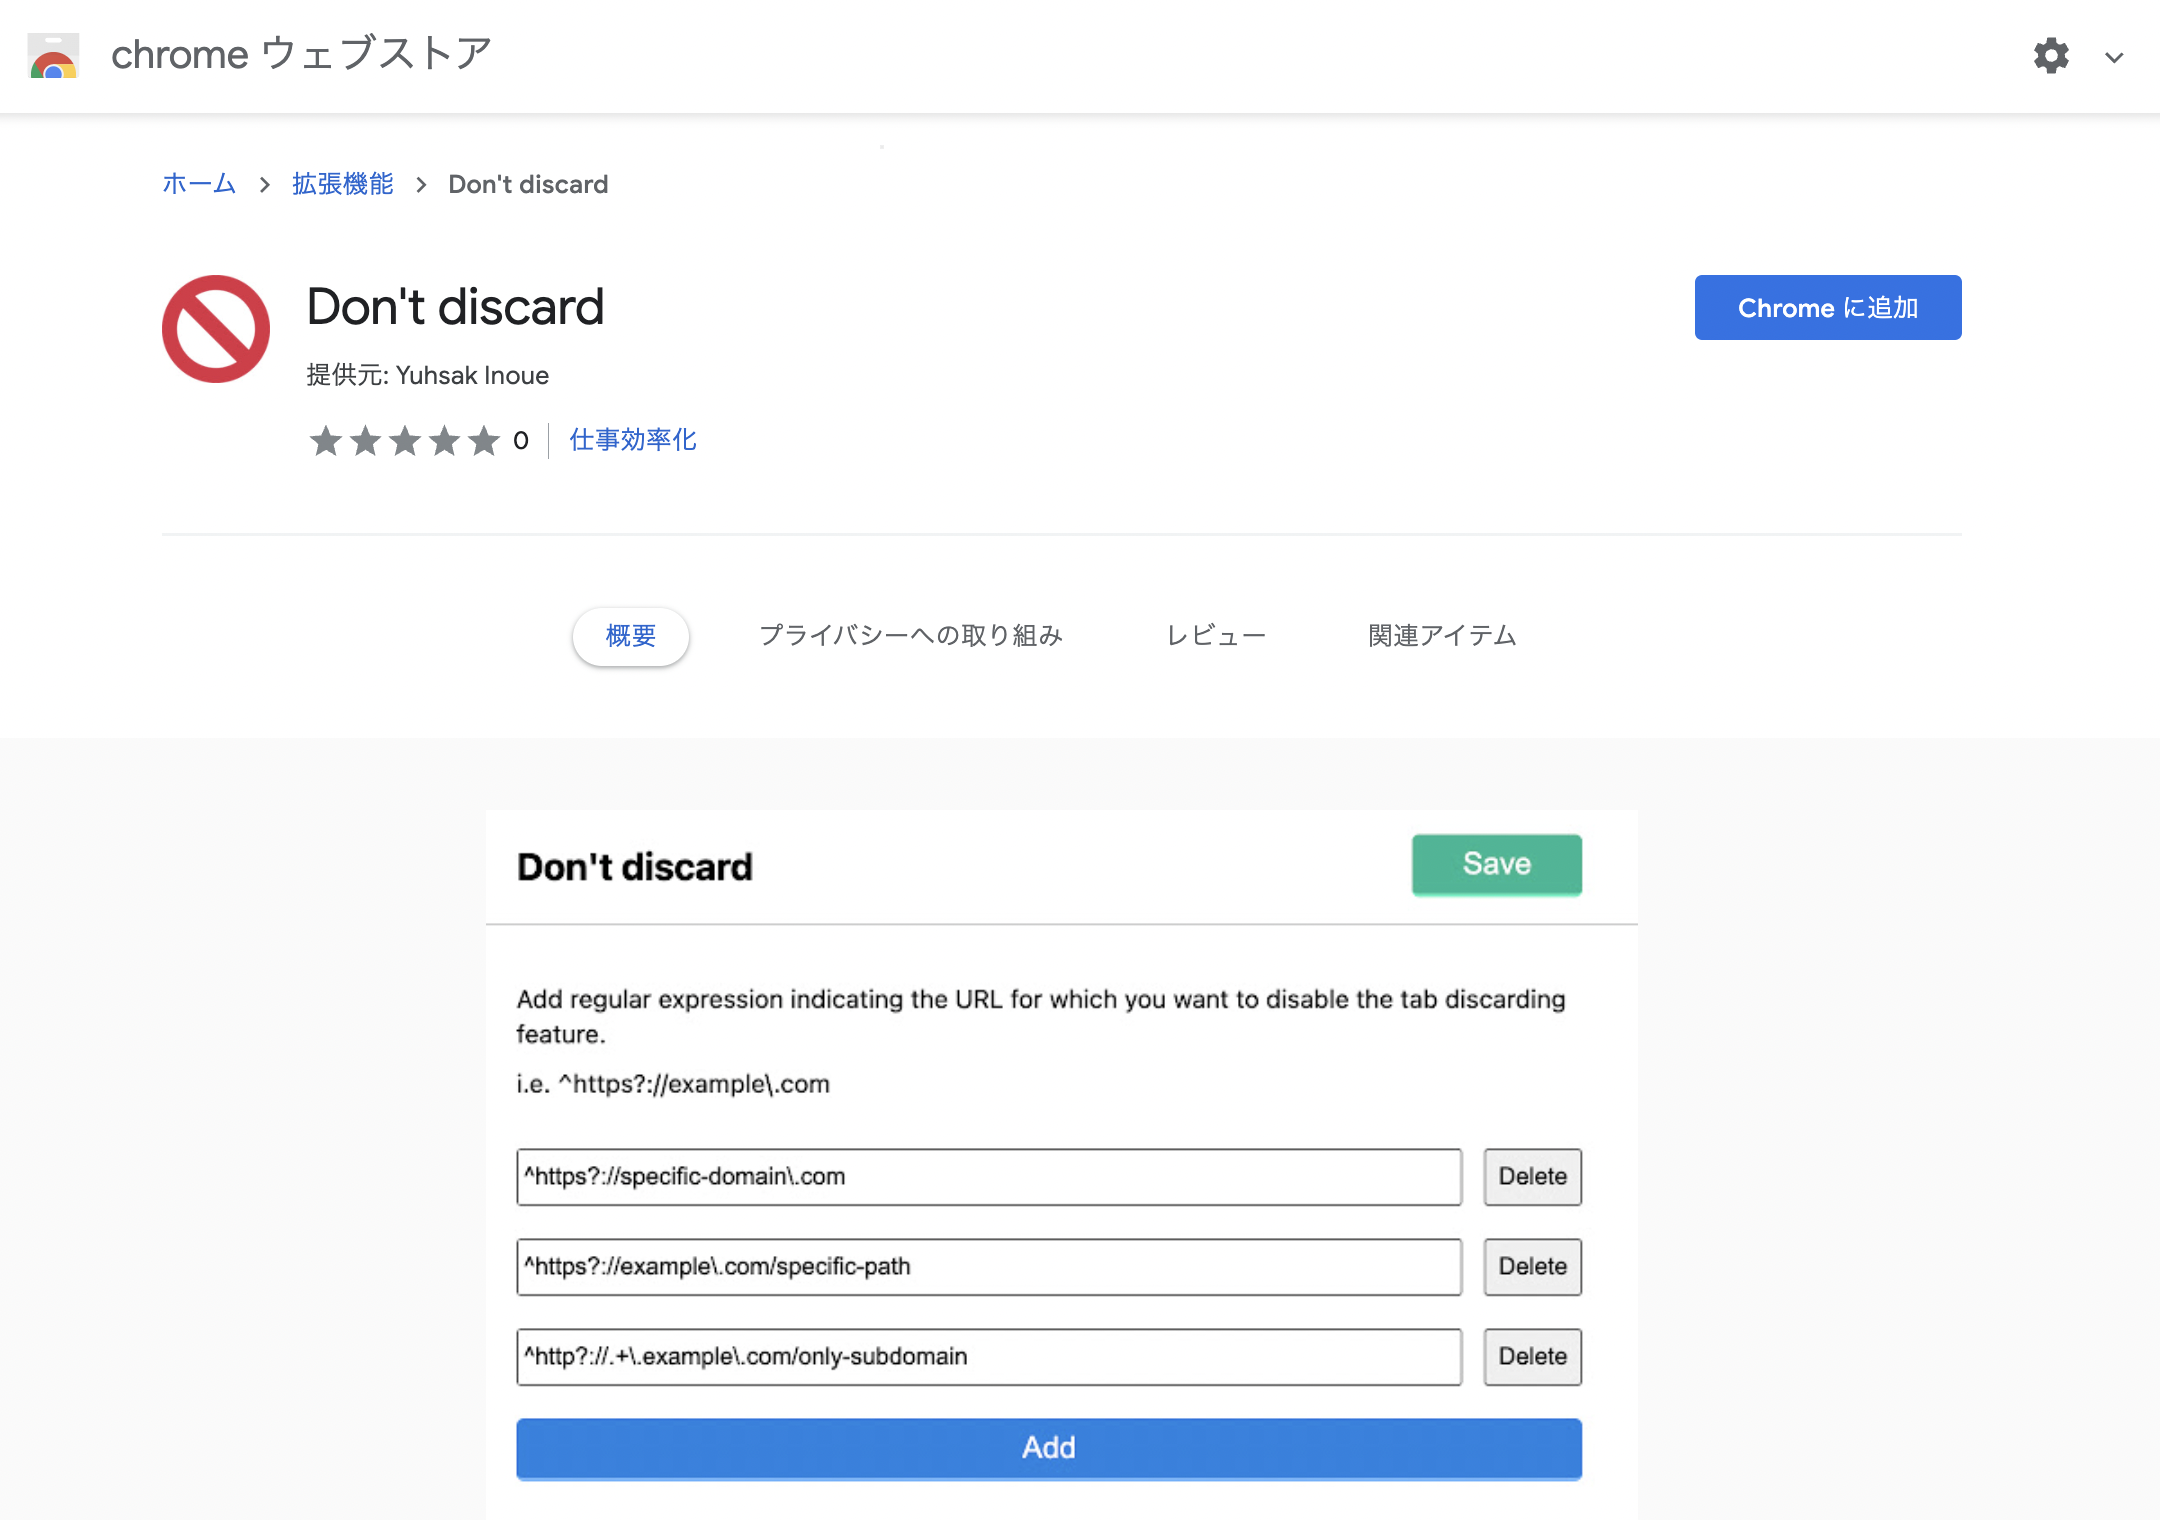 chrome ウェブストア
ホーム > 拡張機能 > Don't discard
Don't discard
Chrome に追加
提供元: Yuhsak Inoue
0 仕事効率化
概要 プライバシーへの取り組み レビュー 関連アイテム
Don't discard
Save
Add regular expression indicating the URL for which you want to disable the tab discarding
feature.
i.e. ^https?://example\.com
^https?://specific-domain\.com Delete
^https?://example\.com/specific-path Delete
^http?://.+\.example\.com/only-subdomain Delete
Add